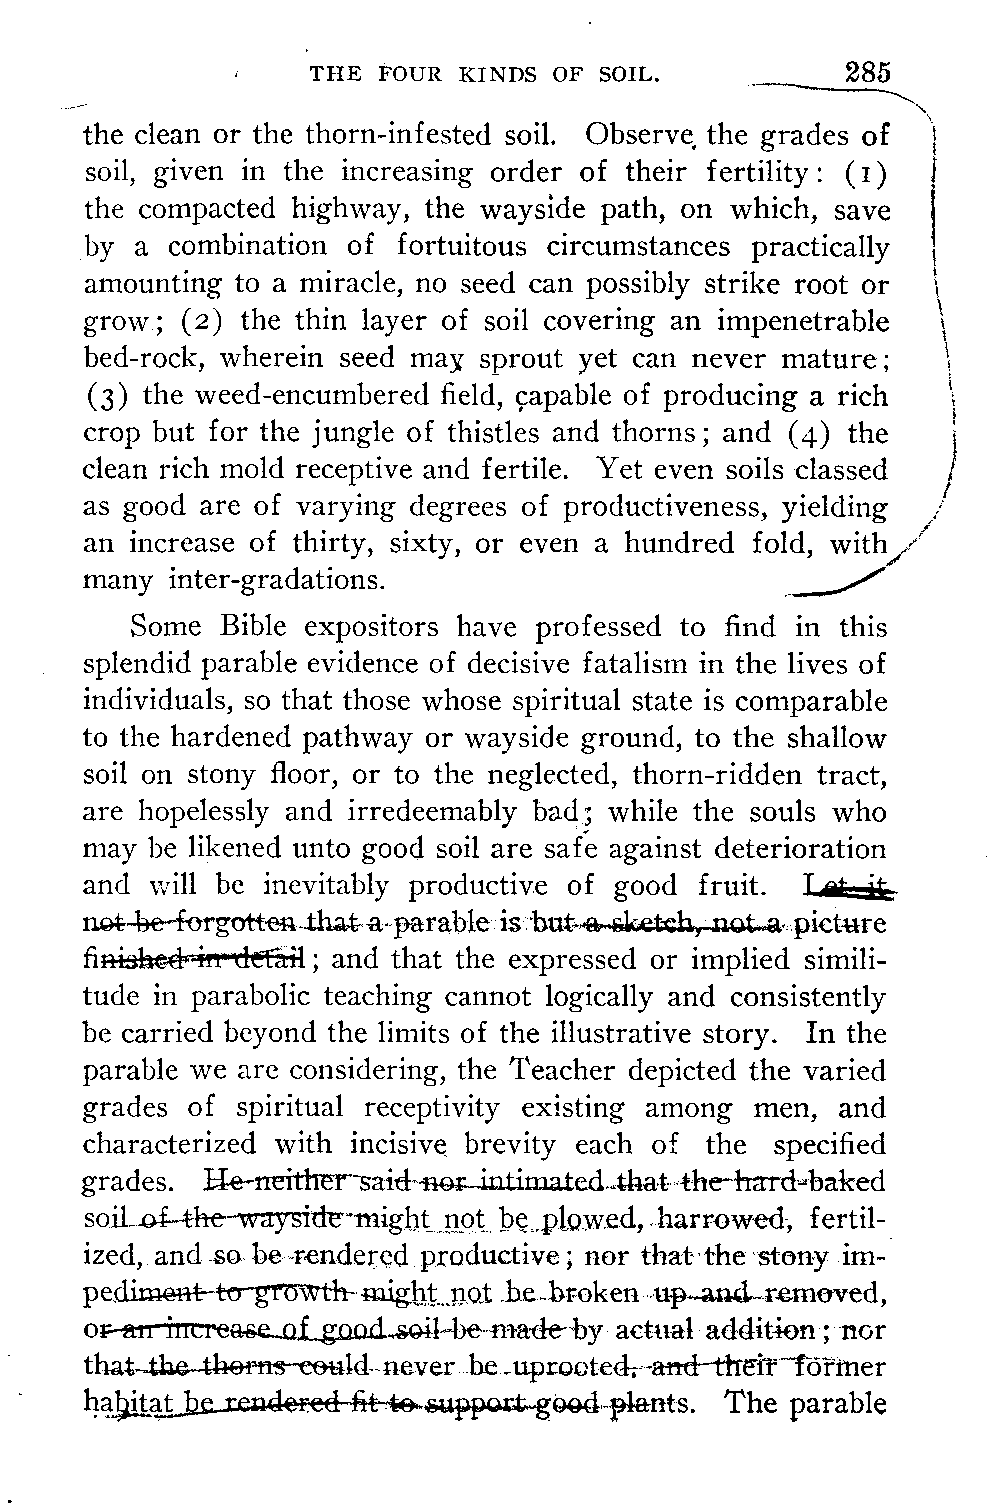 THE FOUR KINDS OF SOIL. 285
the clean or the thorn-infested soil. Observe the grades of
soil, given in the increasing order of their fertility: (1)
the compacted highway, the wayside path, on which, save
by a combination of fortuitous circumstances practically
amounting to a miracle, no seed can possibly strike root or
grow; (2) the thin layer of soil covering an impenetrable
bed-rock, wherein seed may sprout yet can never mature;
(3) the weed-encumbered field, capable of producing a rich
crop but for the jungle of thistles and thorns; and (4) the
clean rich mold receptive and fertile. Yet even soils classed
as good are of varying degrees of productiveness, yielding
an increase of thirty, sixty, or even a hundred fold, with
many inter-gradations.
Some Bible expositors have professed to find in this
splendid parable evidence of decisive fatalism in the lives of
individuals, so that those whose spiritual state is comparable
to the hardened pathway or wayside ground, to the shallow
soil on stony floor, or to the neglected, thorn-ridden tract,
are hopelessly and irredeemably bad; while the souls who
may be likened unto good soil are safe against deterioration
and will be inevitably productive of good fruit. Let it
not be forgotten that a parable is but a sketch, not a picture
finished in detail; and that the expressed or implied simili-
tude in parabolic teaching cannot logically and consistently
be carried beyond the limits of the illustrative story. In the
parable we are considering, the Teacher depicted the varied
grades of spiritual receptivity existing among men, and
characterized with incisive brevity each of the specified
grades. He neither said nor intimated that the hard-baked
soil of the wayside might not be plowed, harrowed, fertil-
ized, and so be rendered productive; nor that the stony im-
pediment to growth might not be broken up and removed,
or an increase of good soil be made by actual addition; nor
that the thorns could never be uprooted, and their former
habitat be rendered fit to support good plants. The parable